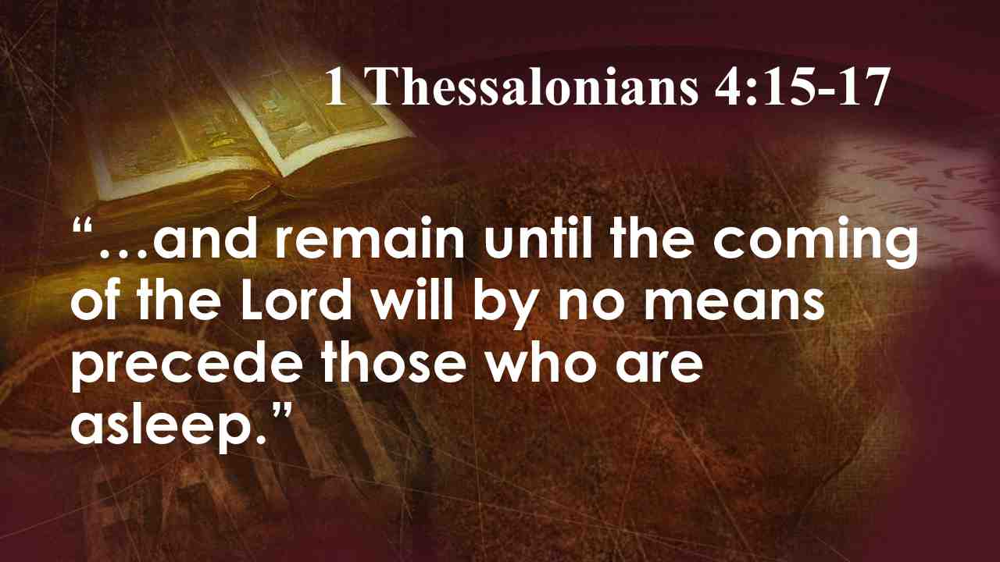 1 Thessalonians 4:15-17
“…and remain until the coming
of the Lord will by no means
precede those who are
asleep.”